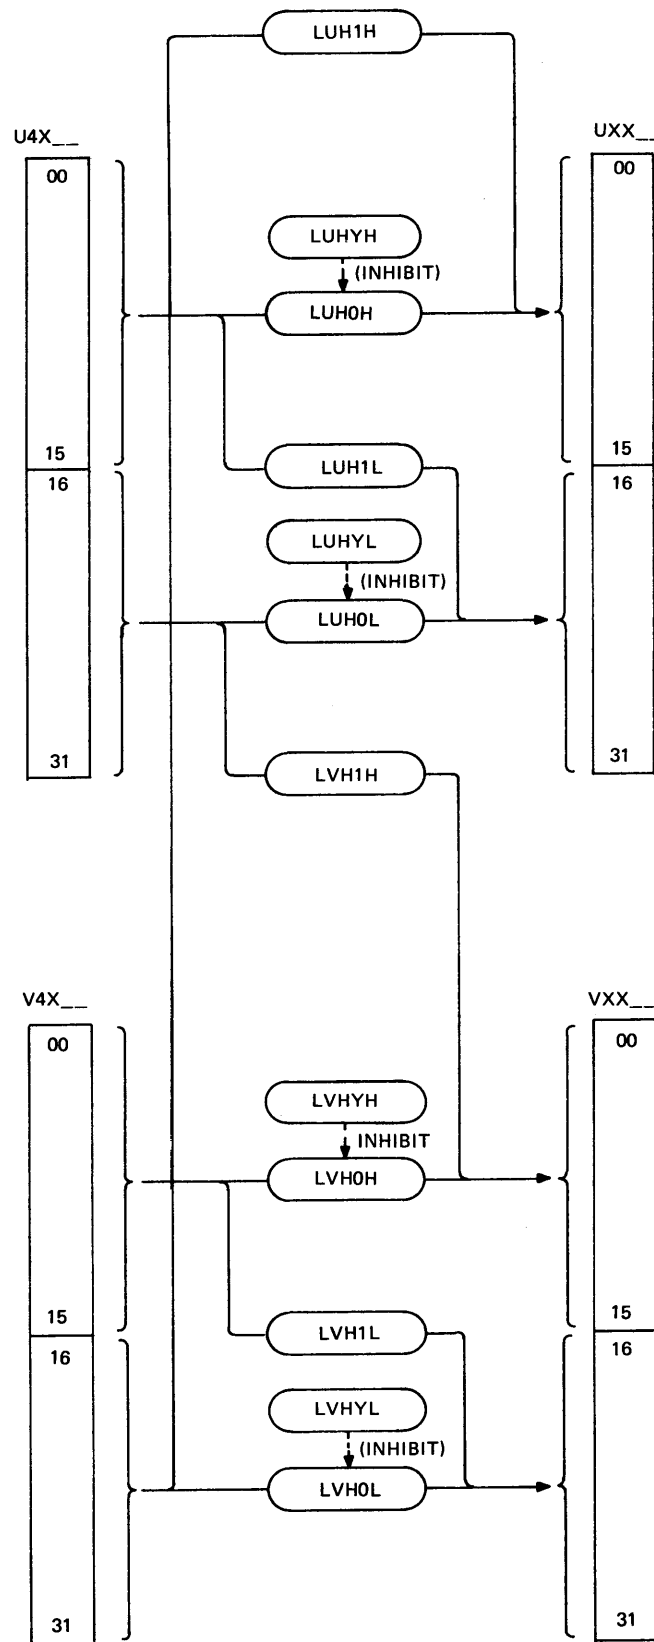 LUH1H
U4X__
UXX__
00
00
LUHYH
(INHIBIT)
LUH0H
15
15
16
LUH1L
16
LUHYL
(INHIBIT)
LUH0L
31
31
LVH1H
V4X__
VXX__
00
00
LVHYH
INHIBIT
LVH0H
15
15
16
LVH1L
16
LVHYL
(INHIBIT)
LVH0L
31
31